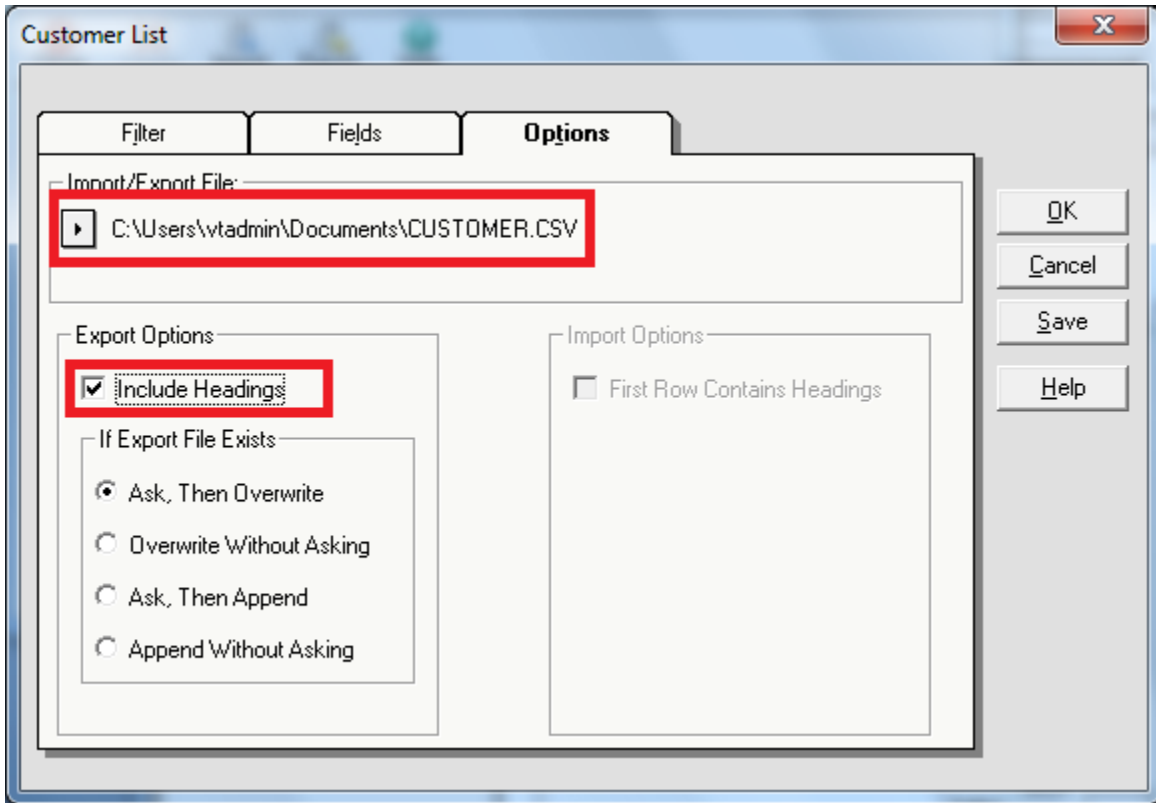 Customer List
Filter
Fields
Options
Import/Export File:
C:\Users\vtadmin\Documents\CUSTOMER.CSV
OK
Cancel
Save
Help
Export Options
Include Headings
If Export File Exists
Ask, Then Overwrite
Overwrite Without Asking
Ask, Then Append
Append Without Asking
Import Options
First Row Contains Headings